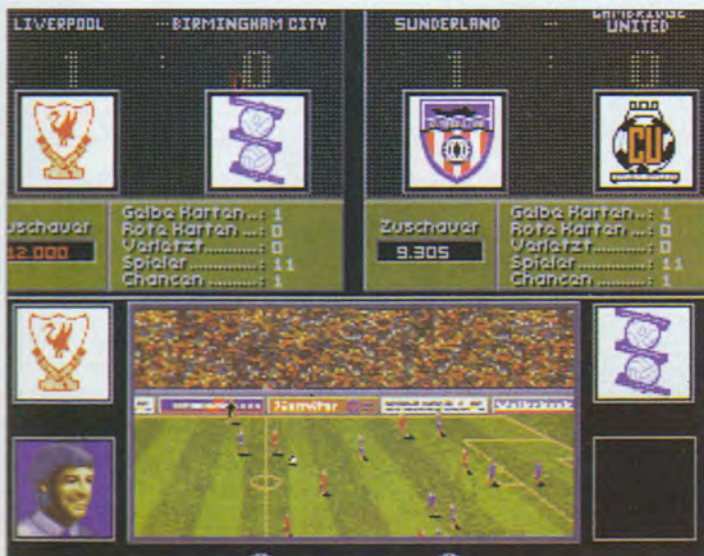 LIVERPOOL --- BIRMINGHAM CITY
1 : 0
Zuschauer
12.000
Gelbe Karten..: 1
Rote Karten ...: 0
Verletzt.........: 0
Spieler............: 11
Chancen .........: 1
SUNDERLAND --- CAMBRIDGE UNITED
1 : 0
CU
Zuschauer
9.305
Gelbe Karten..: 1
Rote Karten ...: 0
Verletzt.........: 0
Spieler............: 11
Chancen .........: 1